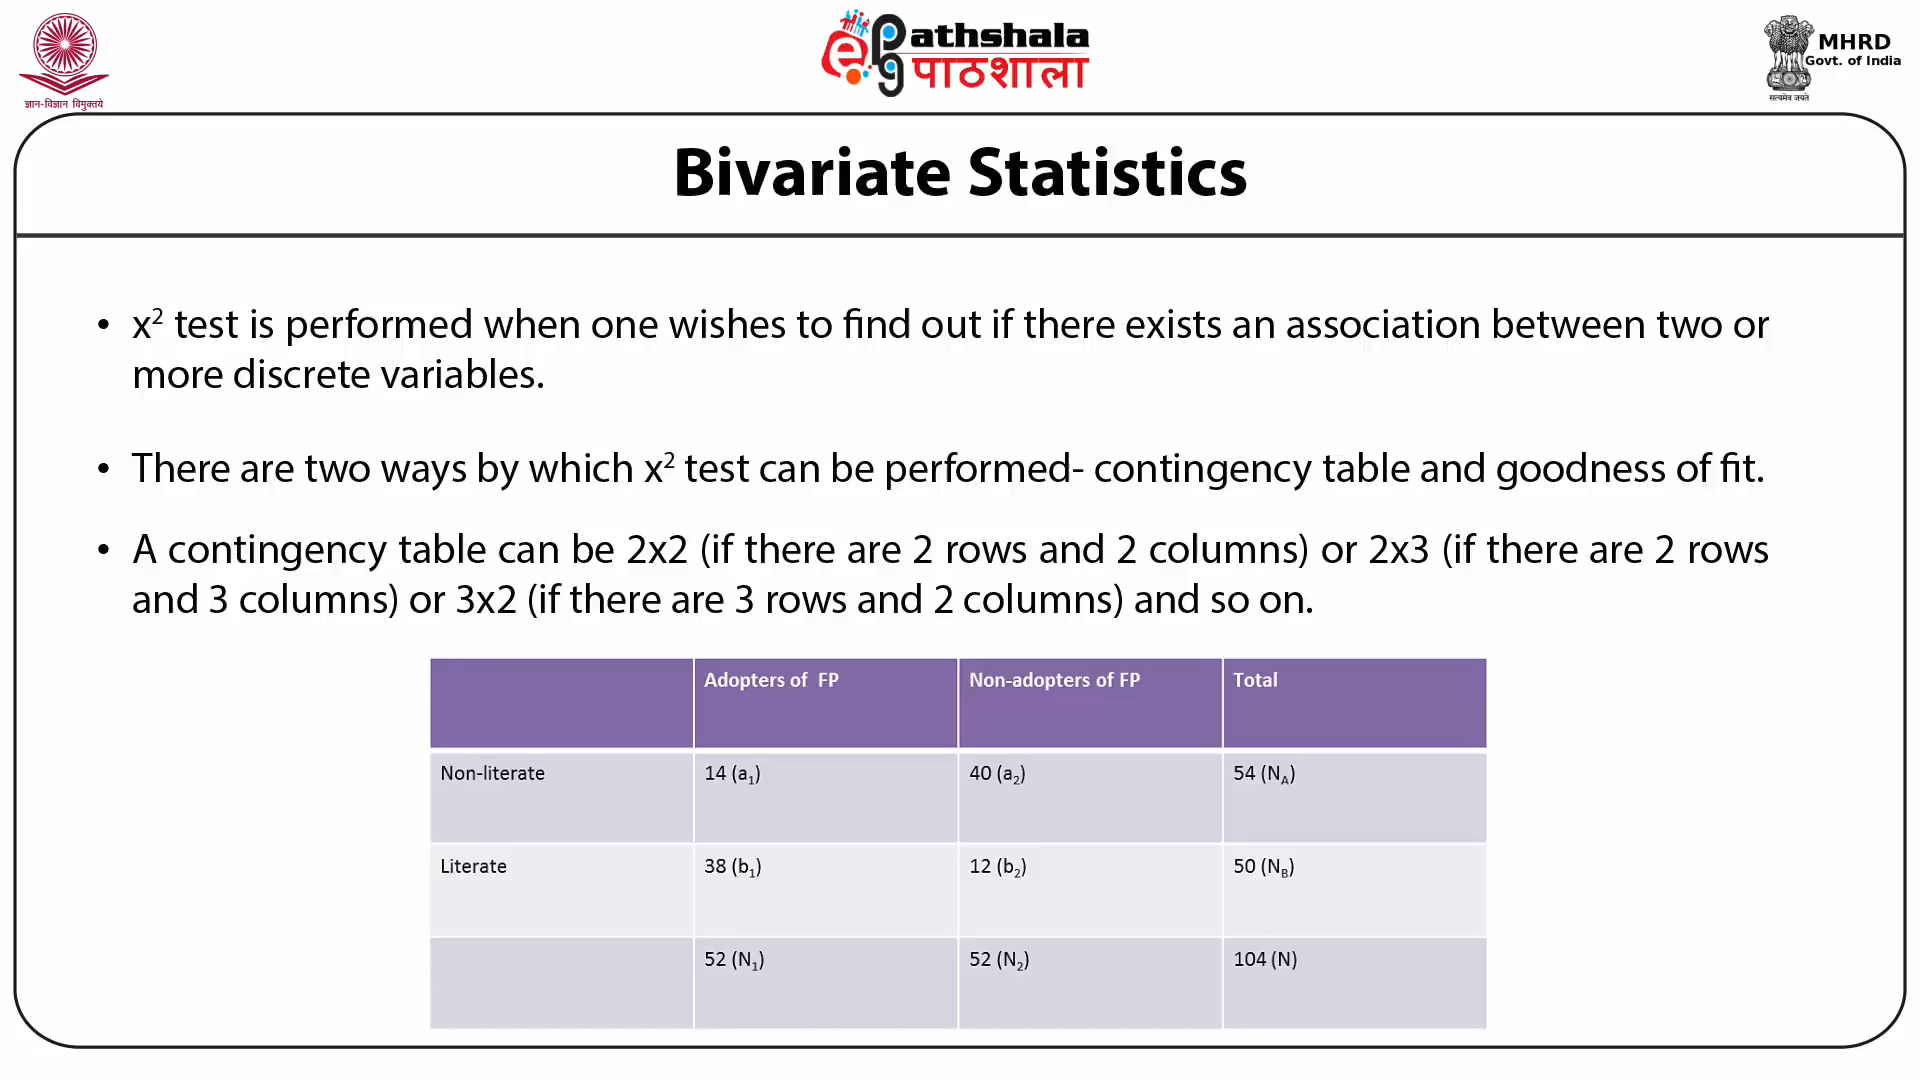 ज्ञान-विज्ञान विमुक्तये
ePathshala
पाठशाला
MHRD
Govt. of India
सत्यमेव जयते
Bivariate Statistics
• x² test is performed when one wishes to find out if there exists an association between two or
more discrete variables.
• There are two ways by which x² test can be performed- contingency table and goodness of fit.
• A contingency table can be 2x2 (if there are 2 rows and 2 columns) or 2x3 (if there are 2 rows
and 3 columns) or 3x2 (if there are 3 rows and 2 columns) and so on.
Adopters of FP Non-adopters of FP Total
Non-literate 14 (a₁) 40 (a₂) 54 (N_A)
Literate 38 (b₁) 12 (b₂) 50 (N_B)
52 (N₁) 52 (N₂) 104 (N)